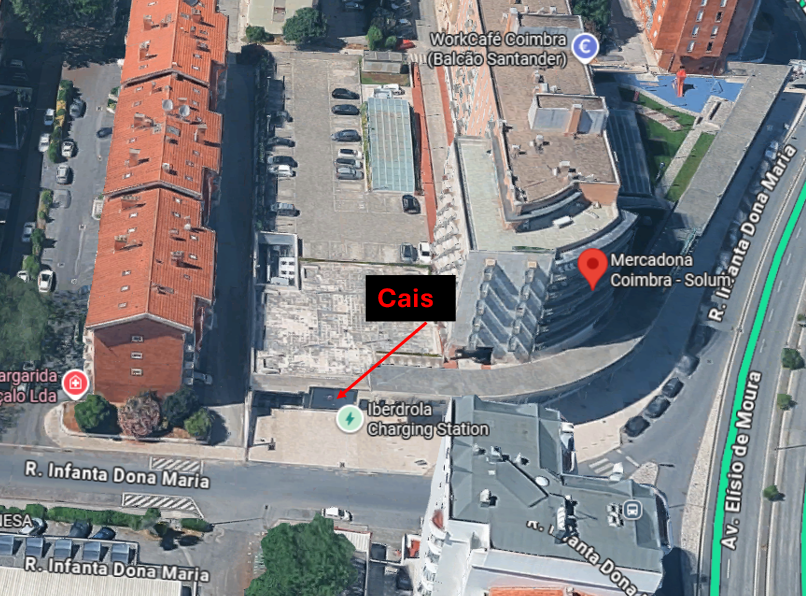 WorkCafé Coimbra
(Balcão Santander)
R. Infanta Dona Maria
Mercadona
Coimbra - Solum
Cais
argarida
çalo Lda
Iberdrola
Charging Station
R. Infanta Dona Maria
Av. Elísio de Moura
NESA
R. Infanta Dona Maria
R. Infanta Dona